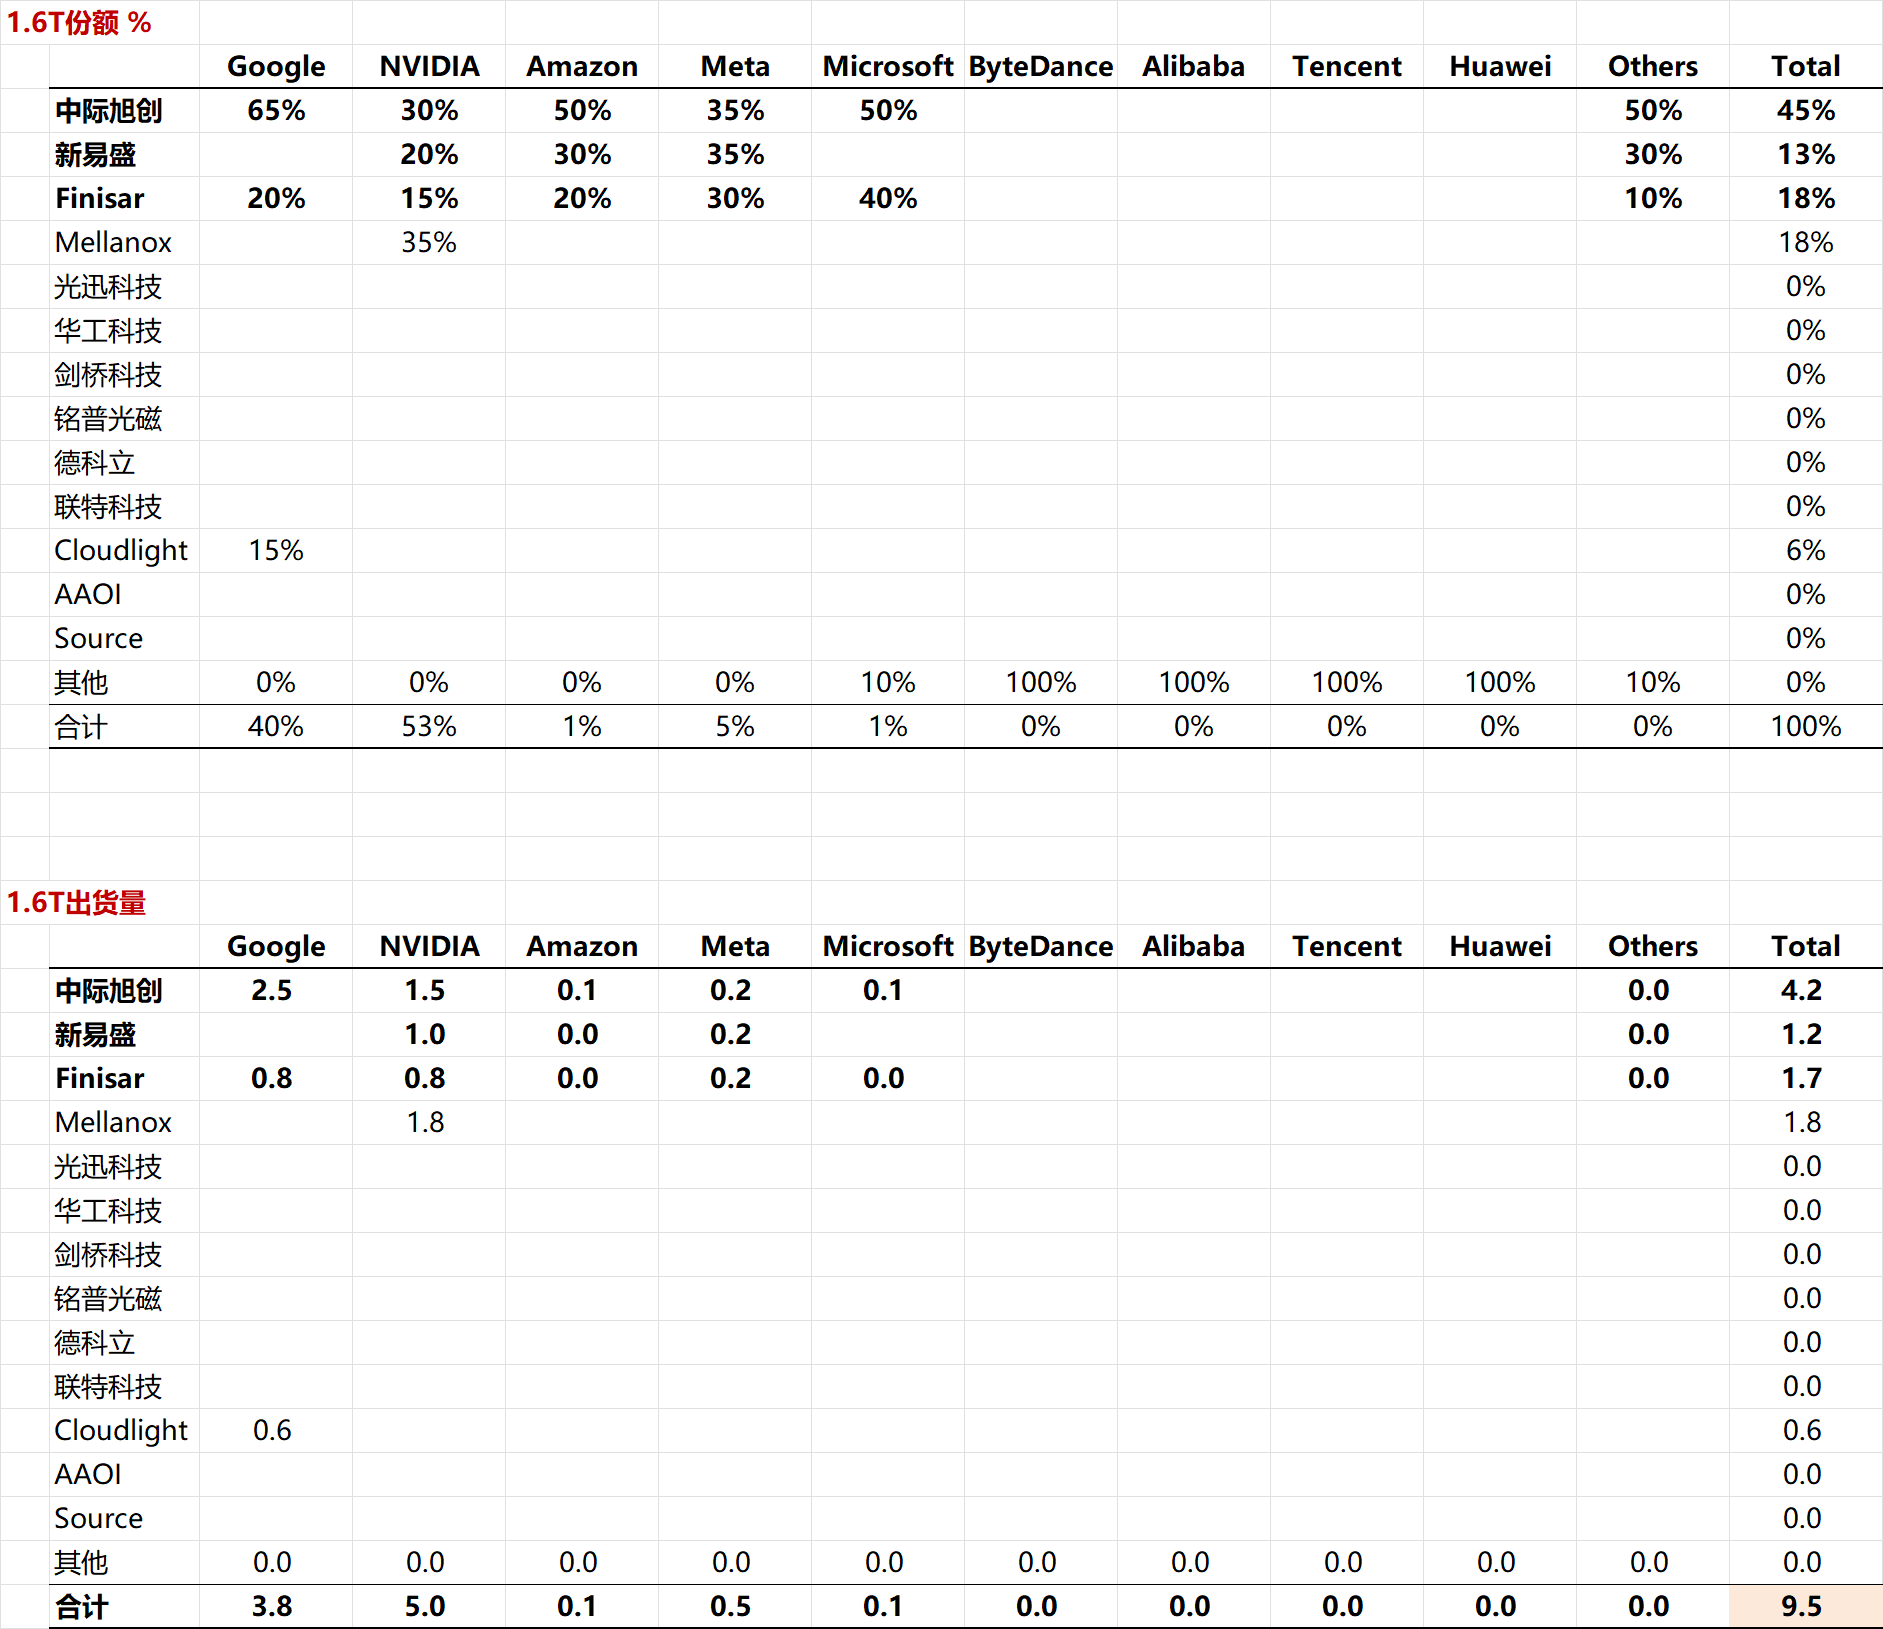 1.6T份额 %
Google NVIDIA Amazon Meta Microsoft ByteDance Alibaba Tencent Huawei Others Total
中际旭创 65% 30% 50% 35% 50% 50% 45%
新易盛 20% 30% 35% 30% 13%
Finisar 20% 15% 20% 30% 40% 10% 18%
Mellanox 35% 18%
光迅科技 0%
华工科技 0%
剑桥科技 0%
铭普光磁 0%
德科立 0%
联特科技 0%
Cloudlight 15% 6%
AAOI 0%
Source 0%
其他 0% 0% 0% 0% 10% 100% 100% 100% 100% 10% 0%
合计 40% 53% 1% 5% 1% 0% 0% 0% 0% 0% 100%
1.6T出货量
Google NVIDIA Amazon Meta Microsoft ByteDance Alibaba Tencent Huawei Others Total
中际旭创 2.5 1.5 0.1 0.2 0.1 0.0 4.2
新易盛 1.0 0.0 0.2 0.0 1.2
Finisar 0.8 0.8 0.0 0.2 0.0 0.0 1.7
Mellanox 1.8 1.8
光迅科技 0.0
华工科技 0.0
剑桥科技 0.0
铭普光磁 0.0
德科立 0.0
联特科技 0.0
Cloudlight 0.6 0.6
AAOI 0.0
Source 0.0
其他 0.0 0.0 0.0 0.0 0.0 0.0 0.0 0.0 0.0 0.0 0.0
合计 3.8 5.0 0.1 0.5 0.1 0.0 0.0 0.0 0.0 0.0 9.5